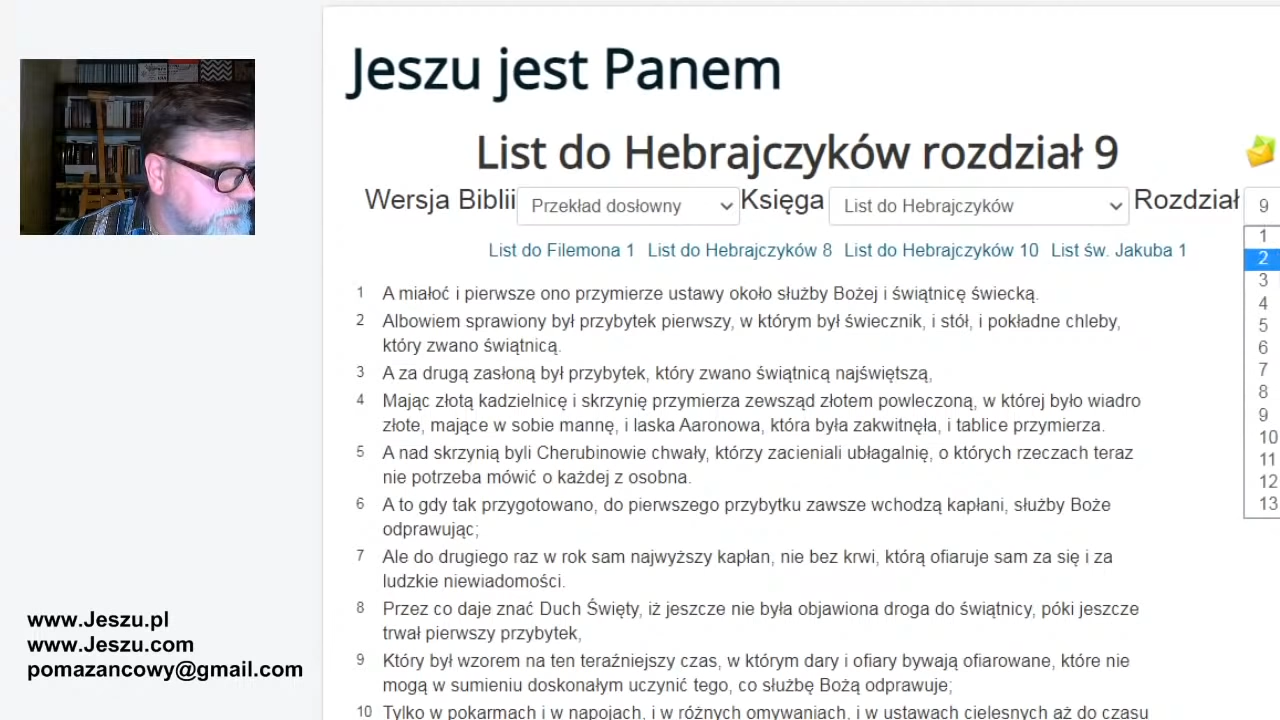 Jeszu jest Panem
List do Hebrajczyków rozdział 9
Wersja Biblii Przekład dosłowny Księga List do Hebrajczyków Rozdział 9
List do Filemona 1 List do Hebrajczyków 8 List do Hebrajczyków 10 List św. Jakuba 1
1
2
3
4
5
6
7
8
9
10
11
12
13
1 A miałoć i pierwsze ono przymierze ustawy około służby Bożej i świątnicę świecką.
2 Albowiem sprawiony był przybytek pierwszy, w którym był świecznik, i stół, i pokładne chleby,
który zwano świątnicą.
3 A za drugą zasłoną był przybytek, który zwano świątnicą najświętszą,
4 Mając złotą kadzielnicę i skrzynię przymierza zewsząd złotem powleczoną, w której było wiadro
złote, mające w sobie mannę, i laska Aaronowa, która była zakwitnęła, i tablice przymierza.
5 A nad skrzynią byli Cherubinowie chwały, którzy zacieniali ubłagalnię, o których rzeczach teraz
nie potrzeba mówić o każdej z osobna.
6 A to gdy tak przygotowano, do pierwszego przybytku zawsze wchodzą kapłani, służby Boże
odprawując;
7 Ale do drugiego raz w rok sam najwyższy kapłan, nie bez krwi, którą ofiaruje sam za się i za
ludzkie niewiadomości.
8 Przez co daje znać Duch Święty, iż jeszcze nie była objawiona droga do świątnicy, póki jeszcze
trwał pierwszy przybytek,
9 Który był wzorem na ten teraźniejszy czas, w którym dary i ofiary bywają ofiarowane, które nie
mogą w sumieniu doskonałym uczynić tego, co służbę Bożą odprawuje;
10 Tylko w pokarmach i w napojach, i w różnych omywaniach, i w ustawach cielesnych aż do czasu
www.Jeszu.pl
www.Jeszu.com
pomazancowy@gmail.com